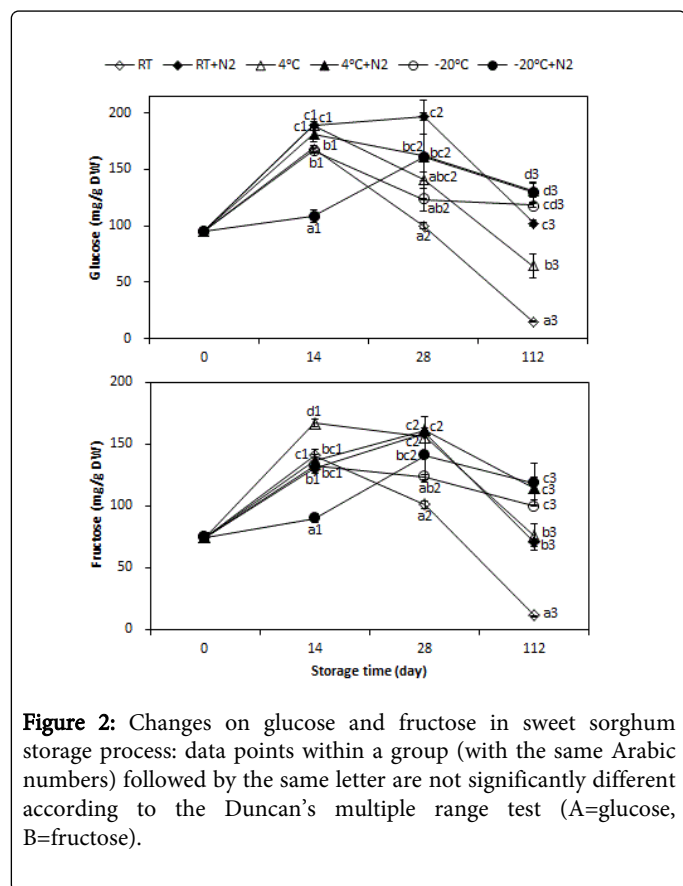 RT RT+N2 4°C 4°C+N2 -20°C -20°C+N2
200
150
100
50
0
Glucose (mg/g DW)
c1 c1
c1
b1
b1
a1
c2
bc2
bc2
abc2
ab2
a2
d3
d3
cd3
c3
b3
a3
0 14 28 112
200
150
100
50
0
Fructose (mg/g DW)
d1
c1 bc1
b1 bc1
a1
c2 c2
c2
bc2
ab2
a2
c3
c3
c3
b3
b3
a3
0 14 28 112
Storage time (day)
Figure 2: Changes on glucose and fructose in sweet sorghum
storage process: data points within a group (with the same Arabic
numbers) followed by the same letter are not significantly different
according to the Duncan's multiple range test (A=glucose,
B=fructose).